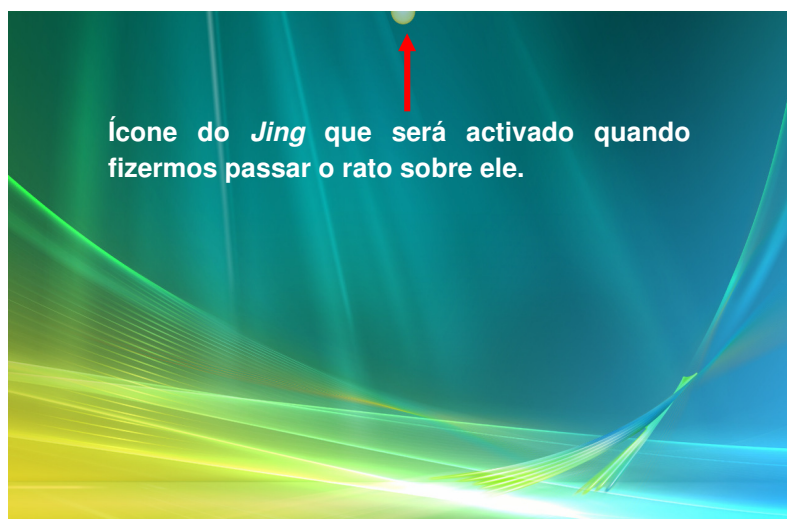 Ícone do Jing que será activado quando
fizermos passar o rato sobre ele.